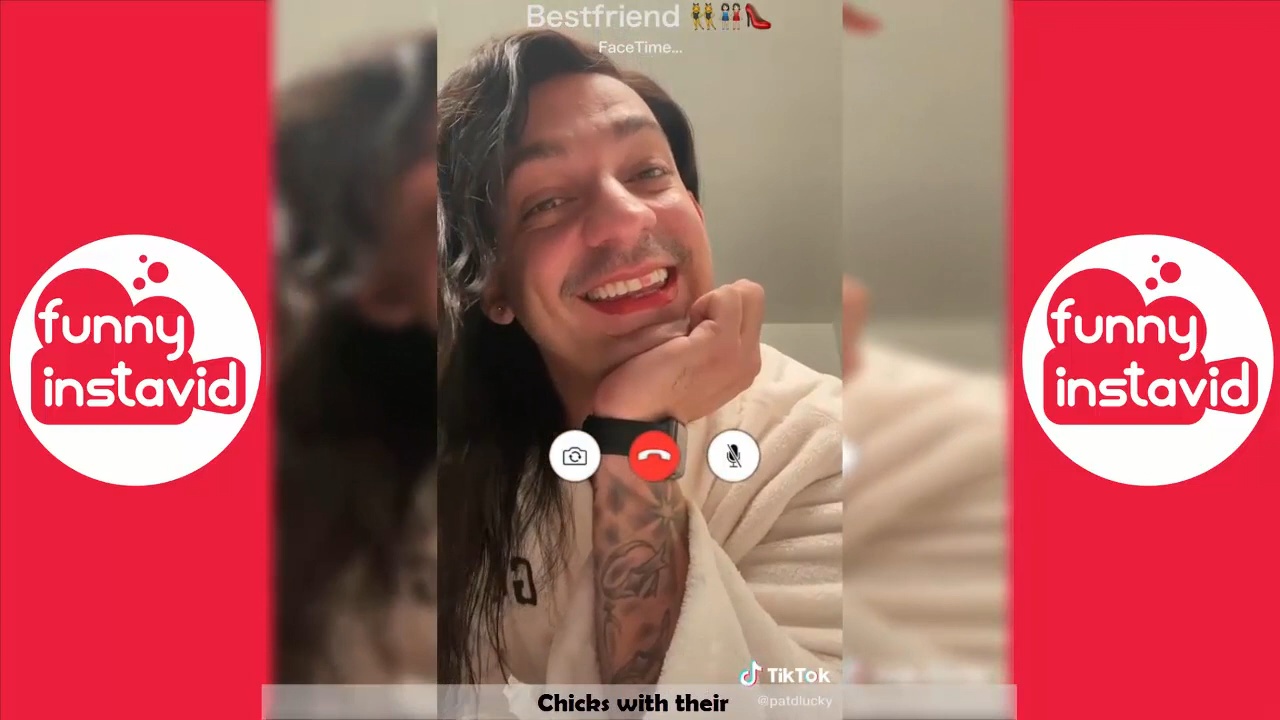 Bestfriend 👯👭👠
FaceTime...
funny
instavid
funny
instavid
G
TikTok
@patdlucky
Chicks with their